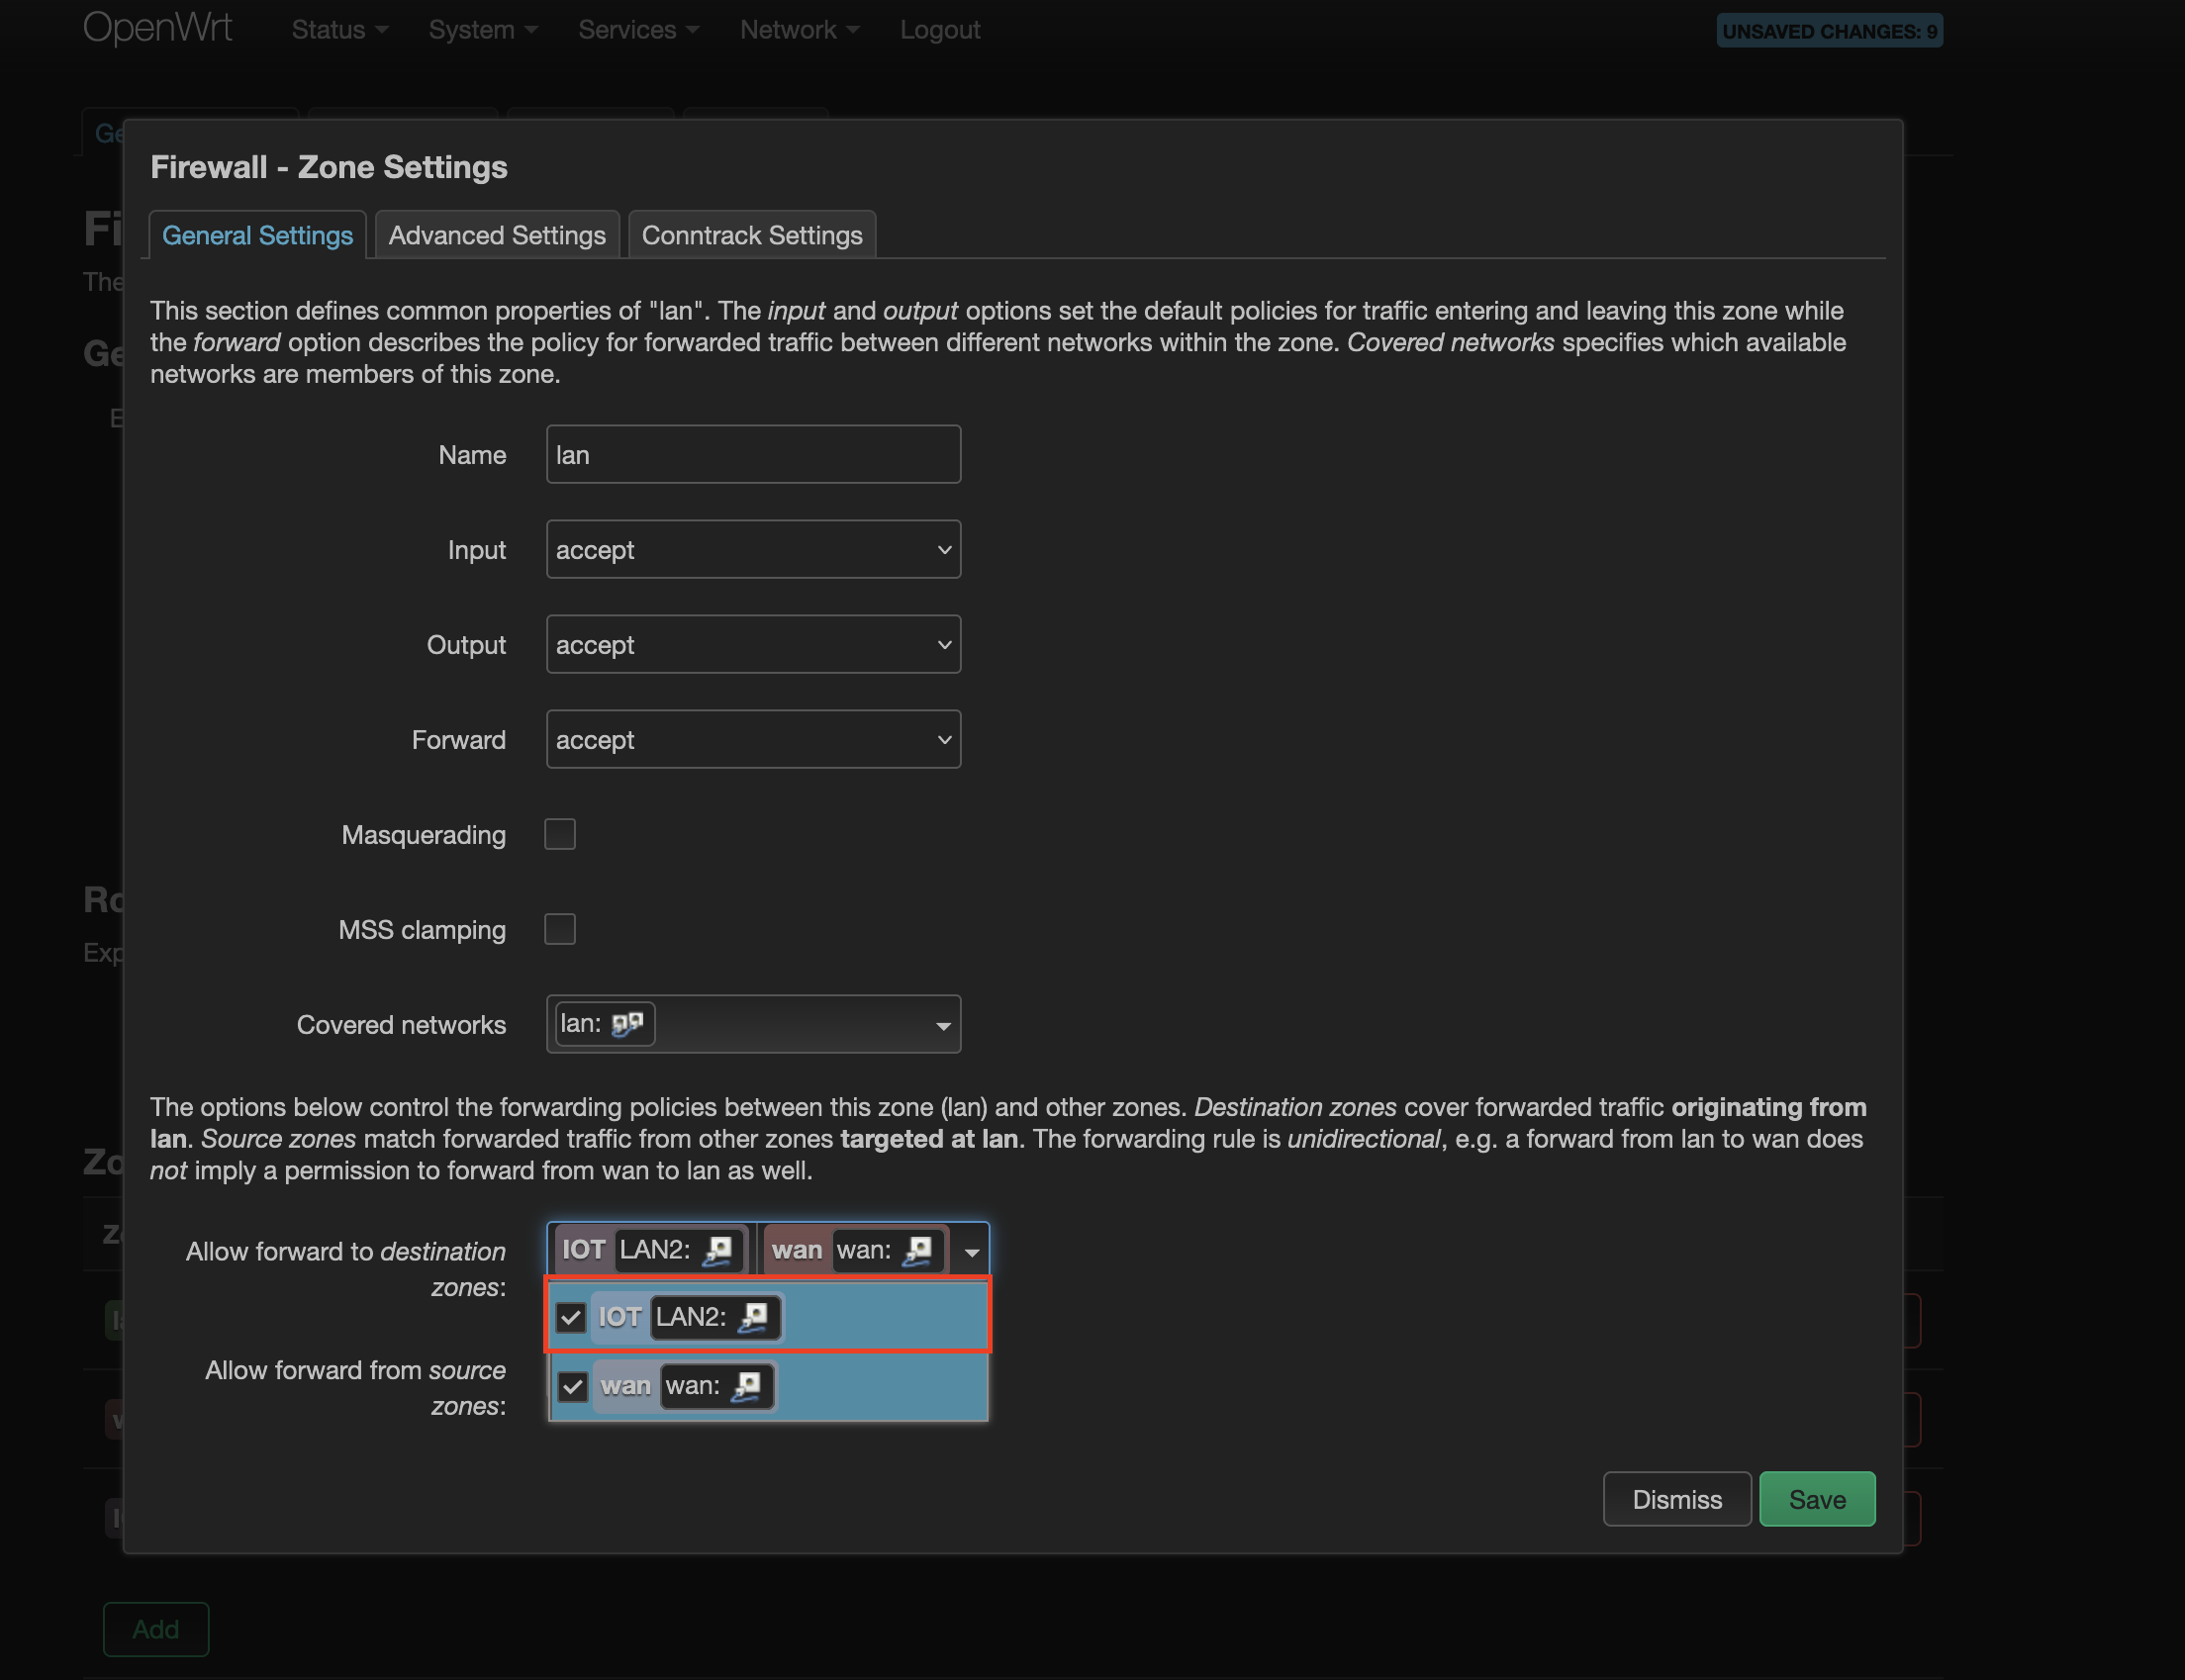 OpenWrt Status System Services Network Logout UNSAVED CHANGES: 9
Firewall - Zone Settings
General Settings Advanced Settings Conntrack Settings
This section defines common properties of "lan". The input and output options set the default policies for traffic entering and leaving this zone while
the forward option describes the policy for forwarded traffic between different networks within the zone. Covered networks specifies which available
networks are members of this zone.
Name lan
Input accept
Output accept
Forward accept
Masquerading
MSS clamping
Covered networks lan:
The options below control the forwarding policies between this zone (lan) and other zones. Destination zones cover forwarded traffic originating from
lan. Source zones match forwarded traffic from other zones targeted at lan. The forwarding rule is unidirectional, e.g. a forward from lan to wan does
not imply a permission to forward from wan to lan as well.
Allow forward to destination
zones:
IOT LAN2: wan wan:
IOT LAN2:
Allow forward from source
zones:
wan wan:
Dismiss Save
Add